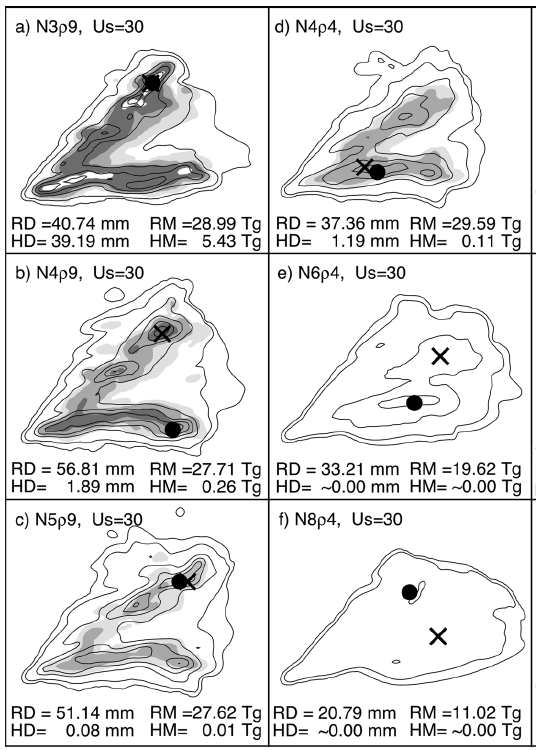 a) N3ρ9, Us=30
RD =40.74 mm RM =28.99 Tg
HD= 39.19 mm HM= 5.43 Tg
b) N4ρ9, Us=30
RD = 56.81 mm RM =27.71 Tg
HD= 1.89 mm HM= 0.26 Tg
c) N5ρ9, Us=30
RD = 51.14 mm RM =27.62 Tg
HD= 0.08 mm HM= 0.01 Tg
d) N4ρ4, Us=30
RD = 37.36 mm RM =29.59 Tg
HD= 1.19 mm HM= 0.11 Tg
e) N6ρ4, Us=30
RD = 33.21 mm RM =19.62 Tg
HD= ~0.00 mm HM= ~0.00 Tg
f) N8ρ4, Us=30
RD = 20.79 mm RM =11.02 Tg
HD= ~0.00 mm HM= ~0.00 Tg